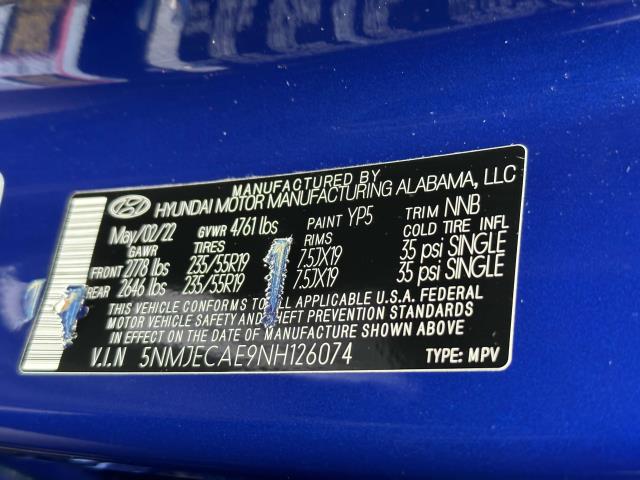 MANUFACTURED BY
HYUNDAI MOTOR MANUFACTURING ALABAMA, LLC
May/02/22 GVWR 4761 lbs PAINT YP5 TRIM NNB
GAWR TIRES RIMS COLD TIRE INFL
FRONT 2778 lbs 235/55R19 7.5JX19 35 psi SINGLE
REAR 2646 lbs 235/55R19 7.5JX19 35 psi SINGLE
THIS VEHICLE CONFORMS TO ALL APPLICABLE U.S.A. FEDERAL
MOTOR VEHICLE SAFETY AND THEFT PREVENTION STANDARDS
IN EFFECT ON THE DATE OF MANUFACTURE SHOWN ABOVE
V.I.N 5NMJECAE9NH126074 TYPE: MPV